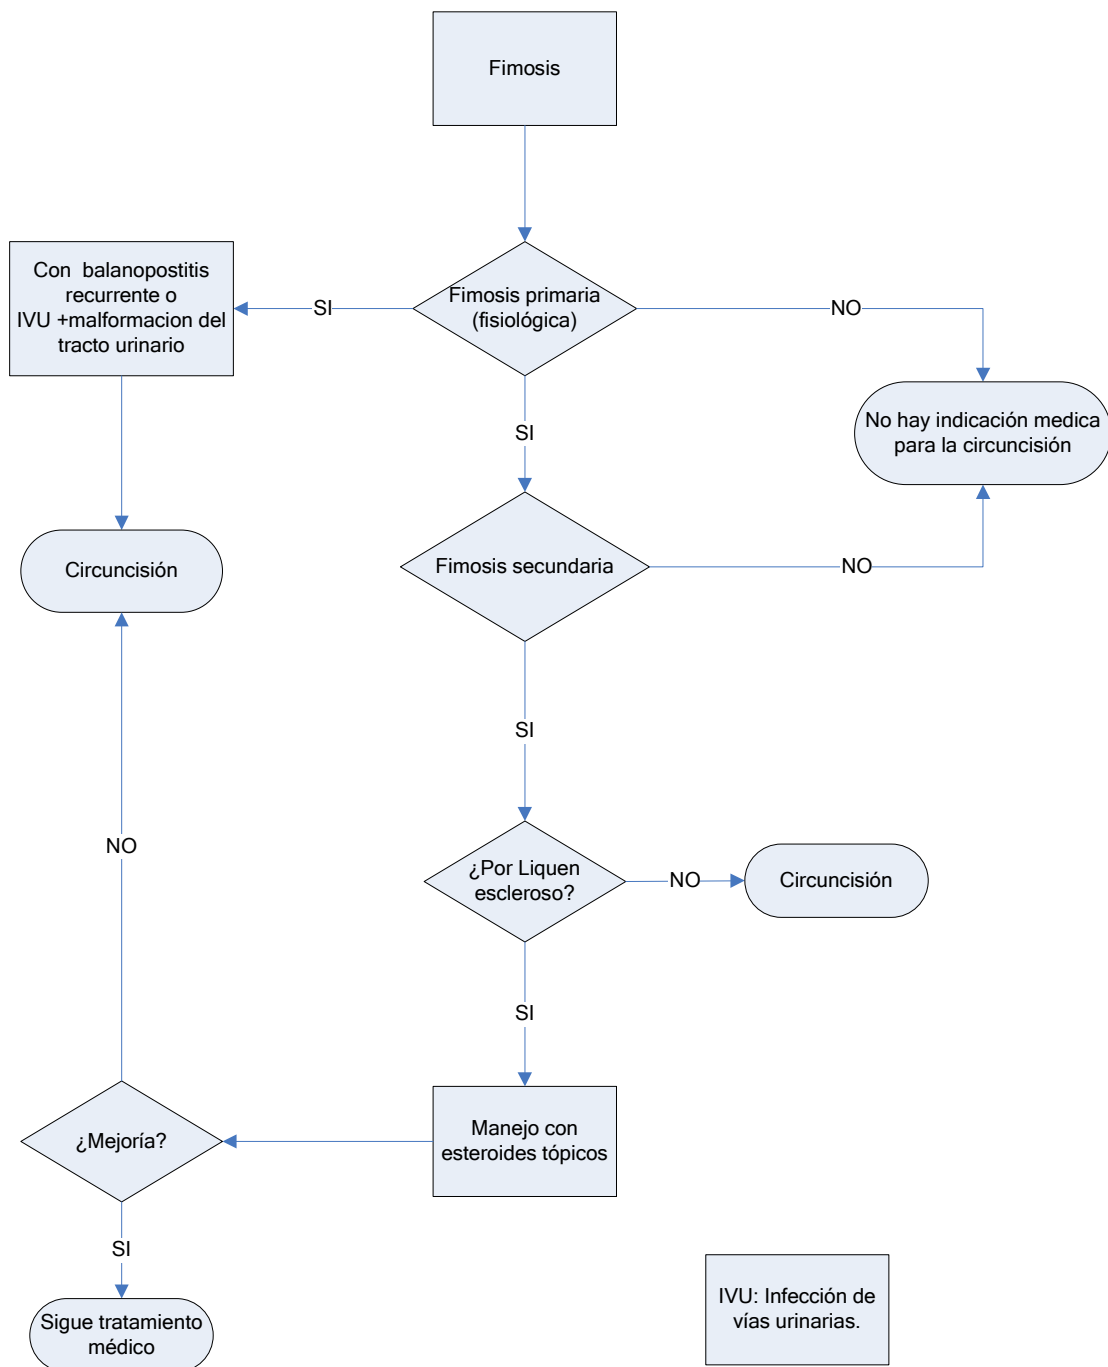 Fimosis
Con balanopostitis
recurrente o
IVU +malformacion del
tracto urinario
SI
Fimosis primaria
(fisiológica)
NO
No hay indicación medica
para la circuncisión
SI
Circuncisión
Fimosis secundaria
NO
SI
NO
¿Por Liquen
escleroso?
NO
Circuncisión
SI
¿Mejoría?
Manejo con
esteroides tópicos
SI
Sigue tratamiento
médico
IVU: Infección de
vías urinarias.